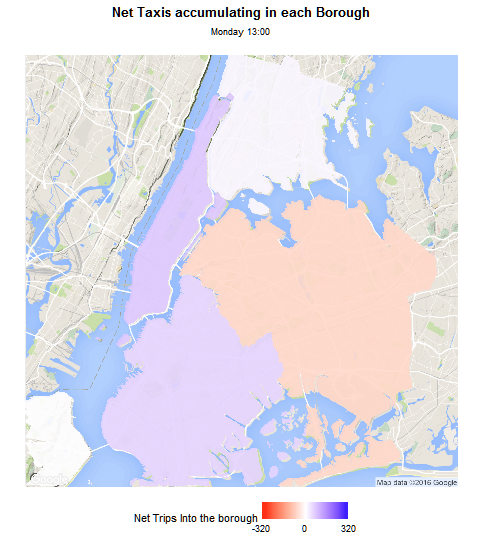 Net Taxis accumulating in each Borough
Monday 13:00
Map data ©2016 Google
Net Trips Into the borough
-320 0 320